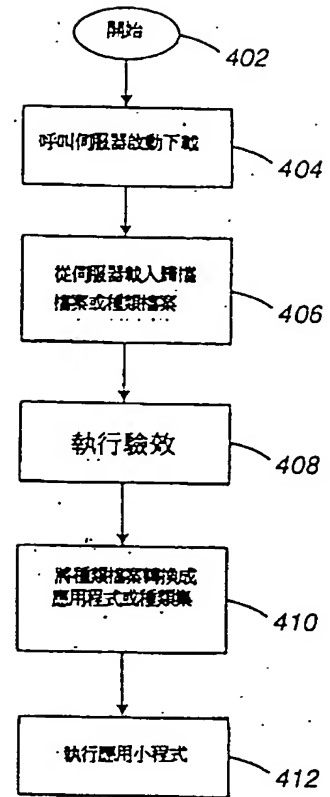 開始
402
呼叫伺服器啟動下載
404
從伺服器載入歸檔
檔案或種類檔案
406
執行驗效
408
將種類檔案轉換成
應用程式或種類集
410
執行應用小程式
412